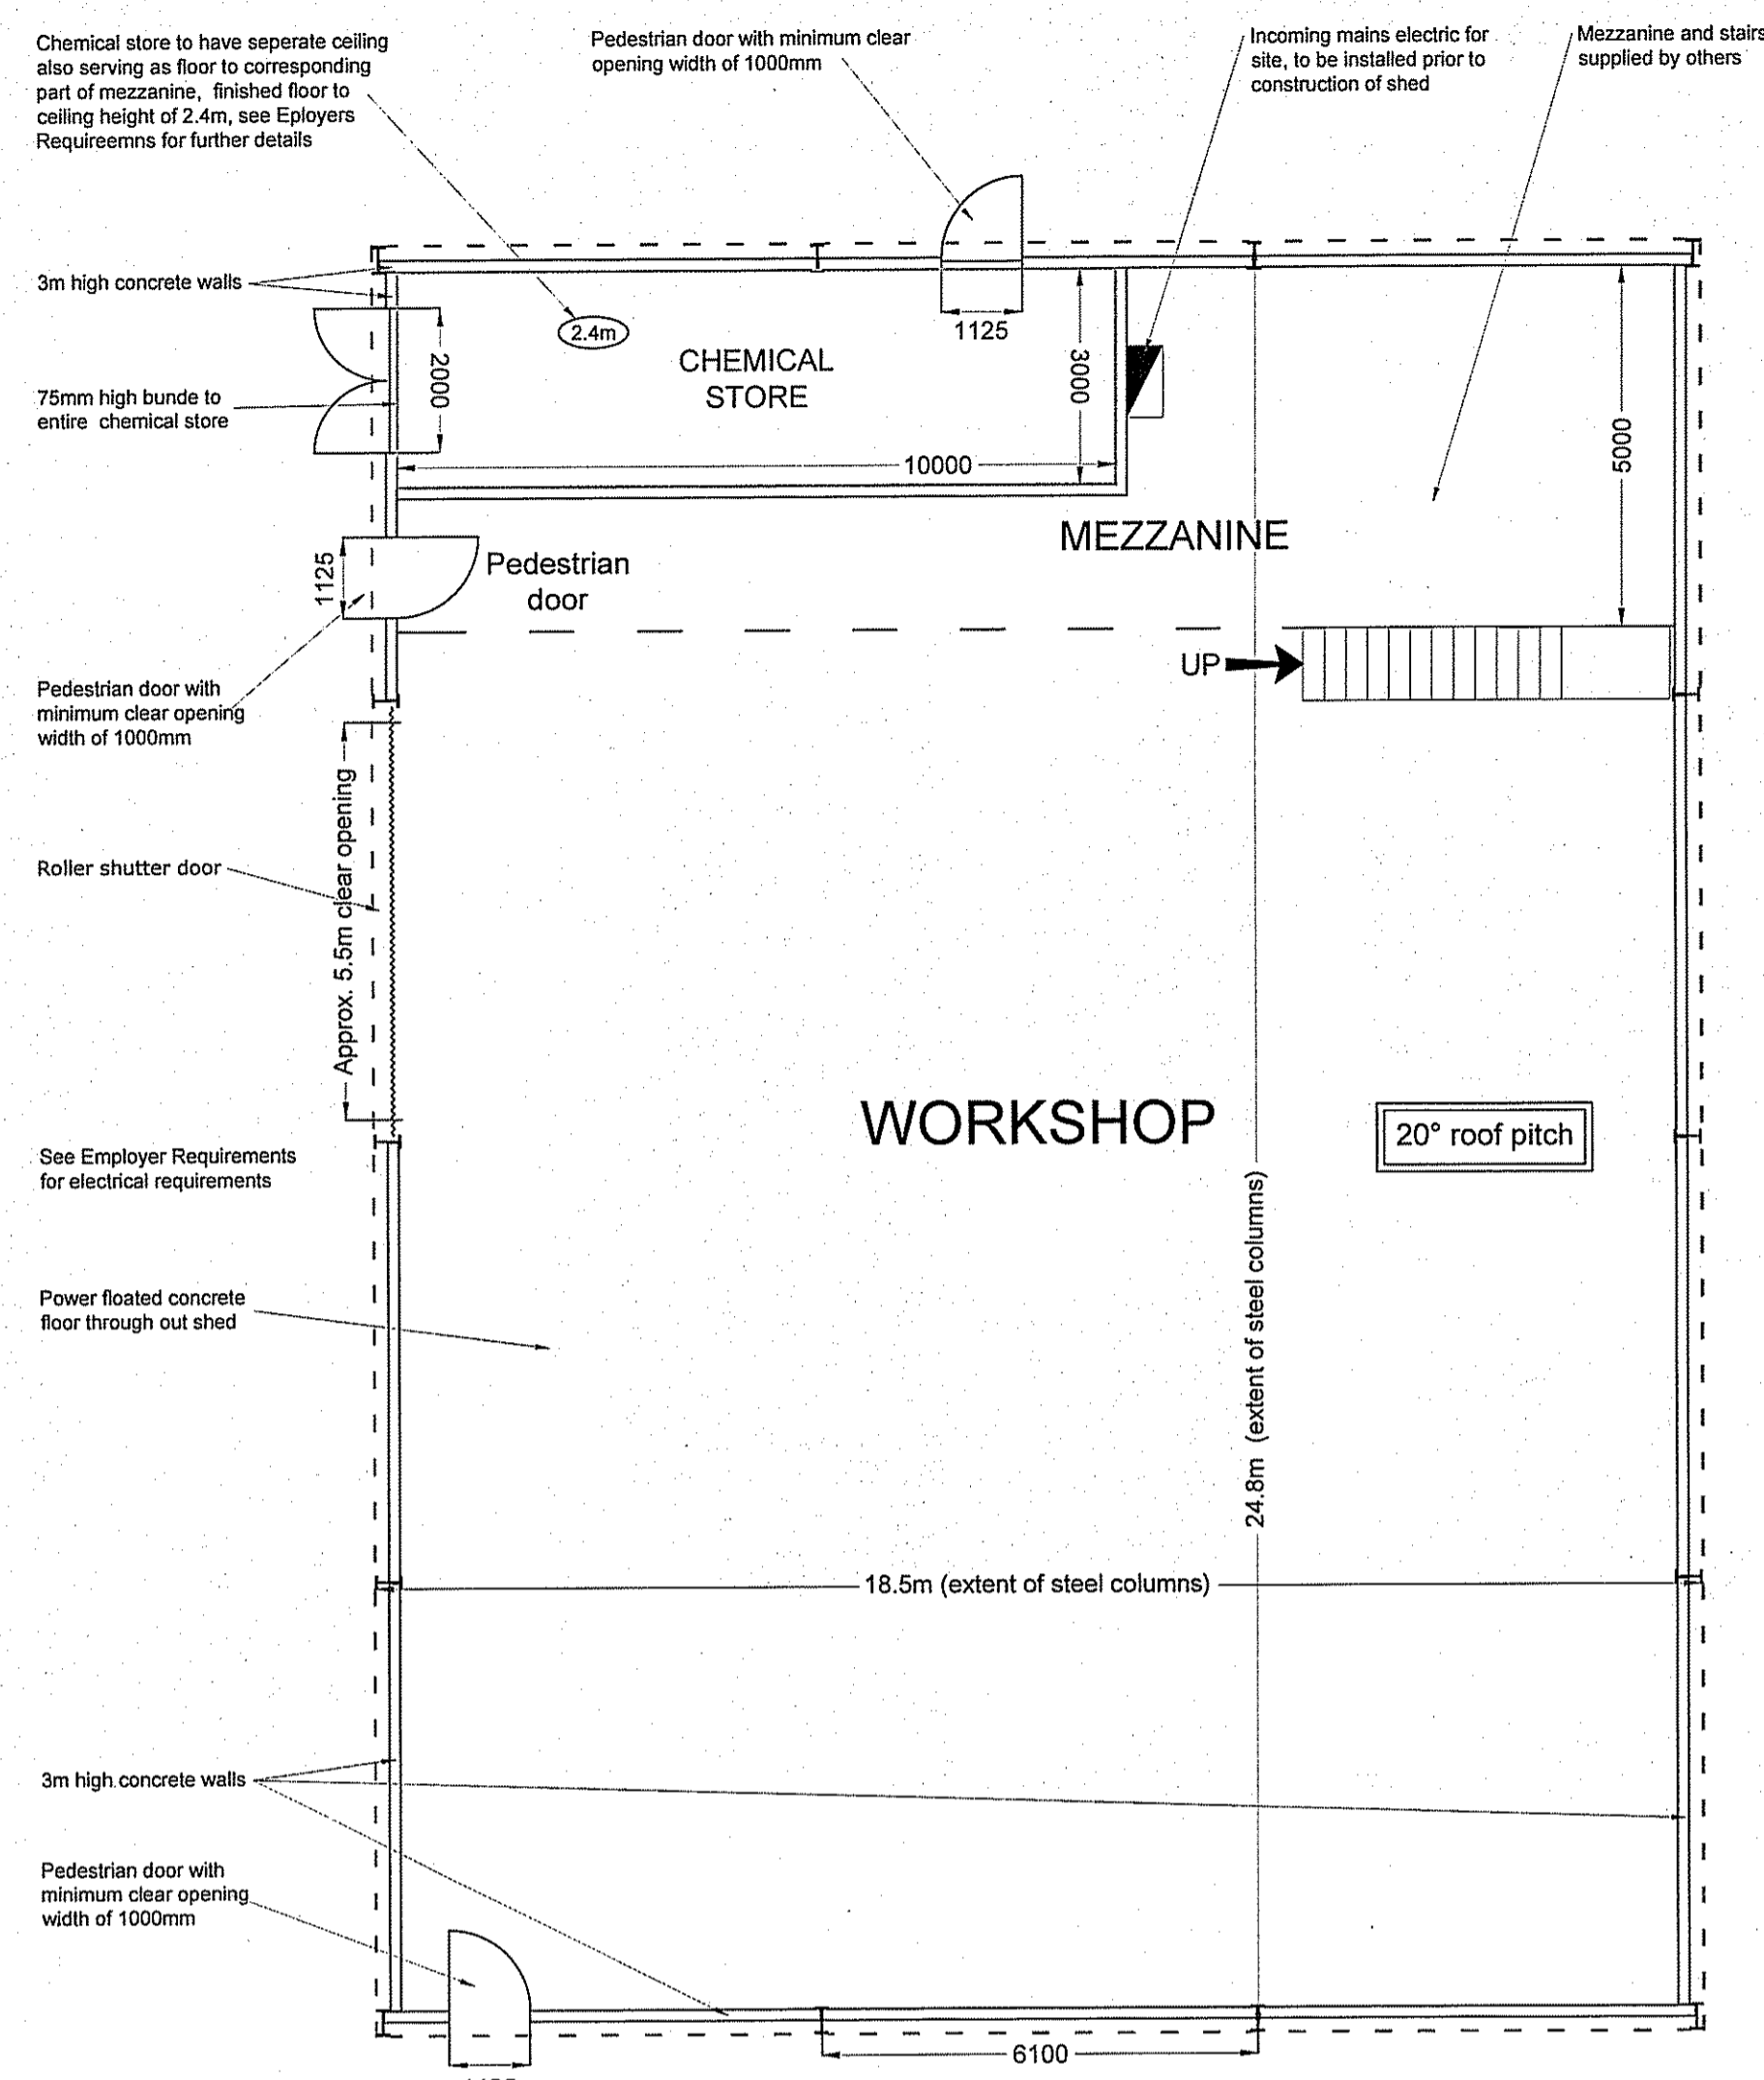 Chemical store to have seperate ceiling
also serving as floor to corresponding
part of mezzanine, finished floor to
ceiling height of 2.4m, see Eployers
Requireemns for further details
Pedestrian door with minimum clear
opening width of 1000mm
Incoming mains electric for
site, to be installed prior to
construction of shed
Mezzanine and stairs
supplied by others
3m high concrete walls
2.4m
1125
CHEMICAL
STORE
2000
3000
75mm high bunde to
entire chemical store
5000
10000
MEZZANINE
1125
Pedestrian
door
UP
Pedestrian door with
minimum clear opening
width of 1000mm
Roller shutter door
Approx. 5.5m clear opening
WORKSHOP
20° roof pitch
See Employer Requirements
for electrical requirements
24.8m (extent of steel columns)
Power floated concrete
floor through out shed
18.5m (extent of steel columns)
3m high concrete walls
Pedestrian door with
minimum clear opening
width of 1000mm
6100